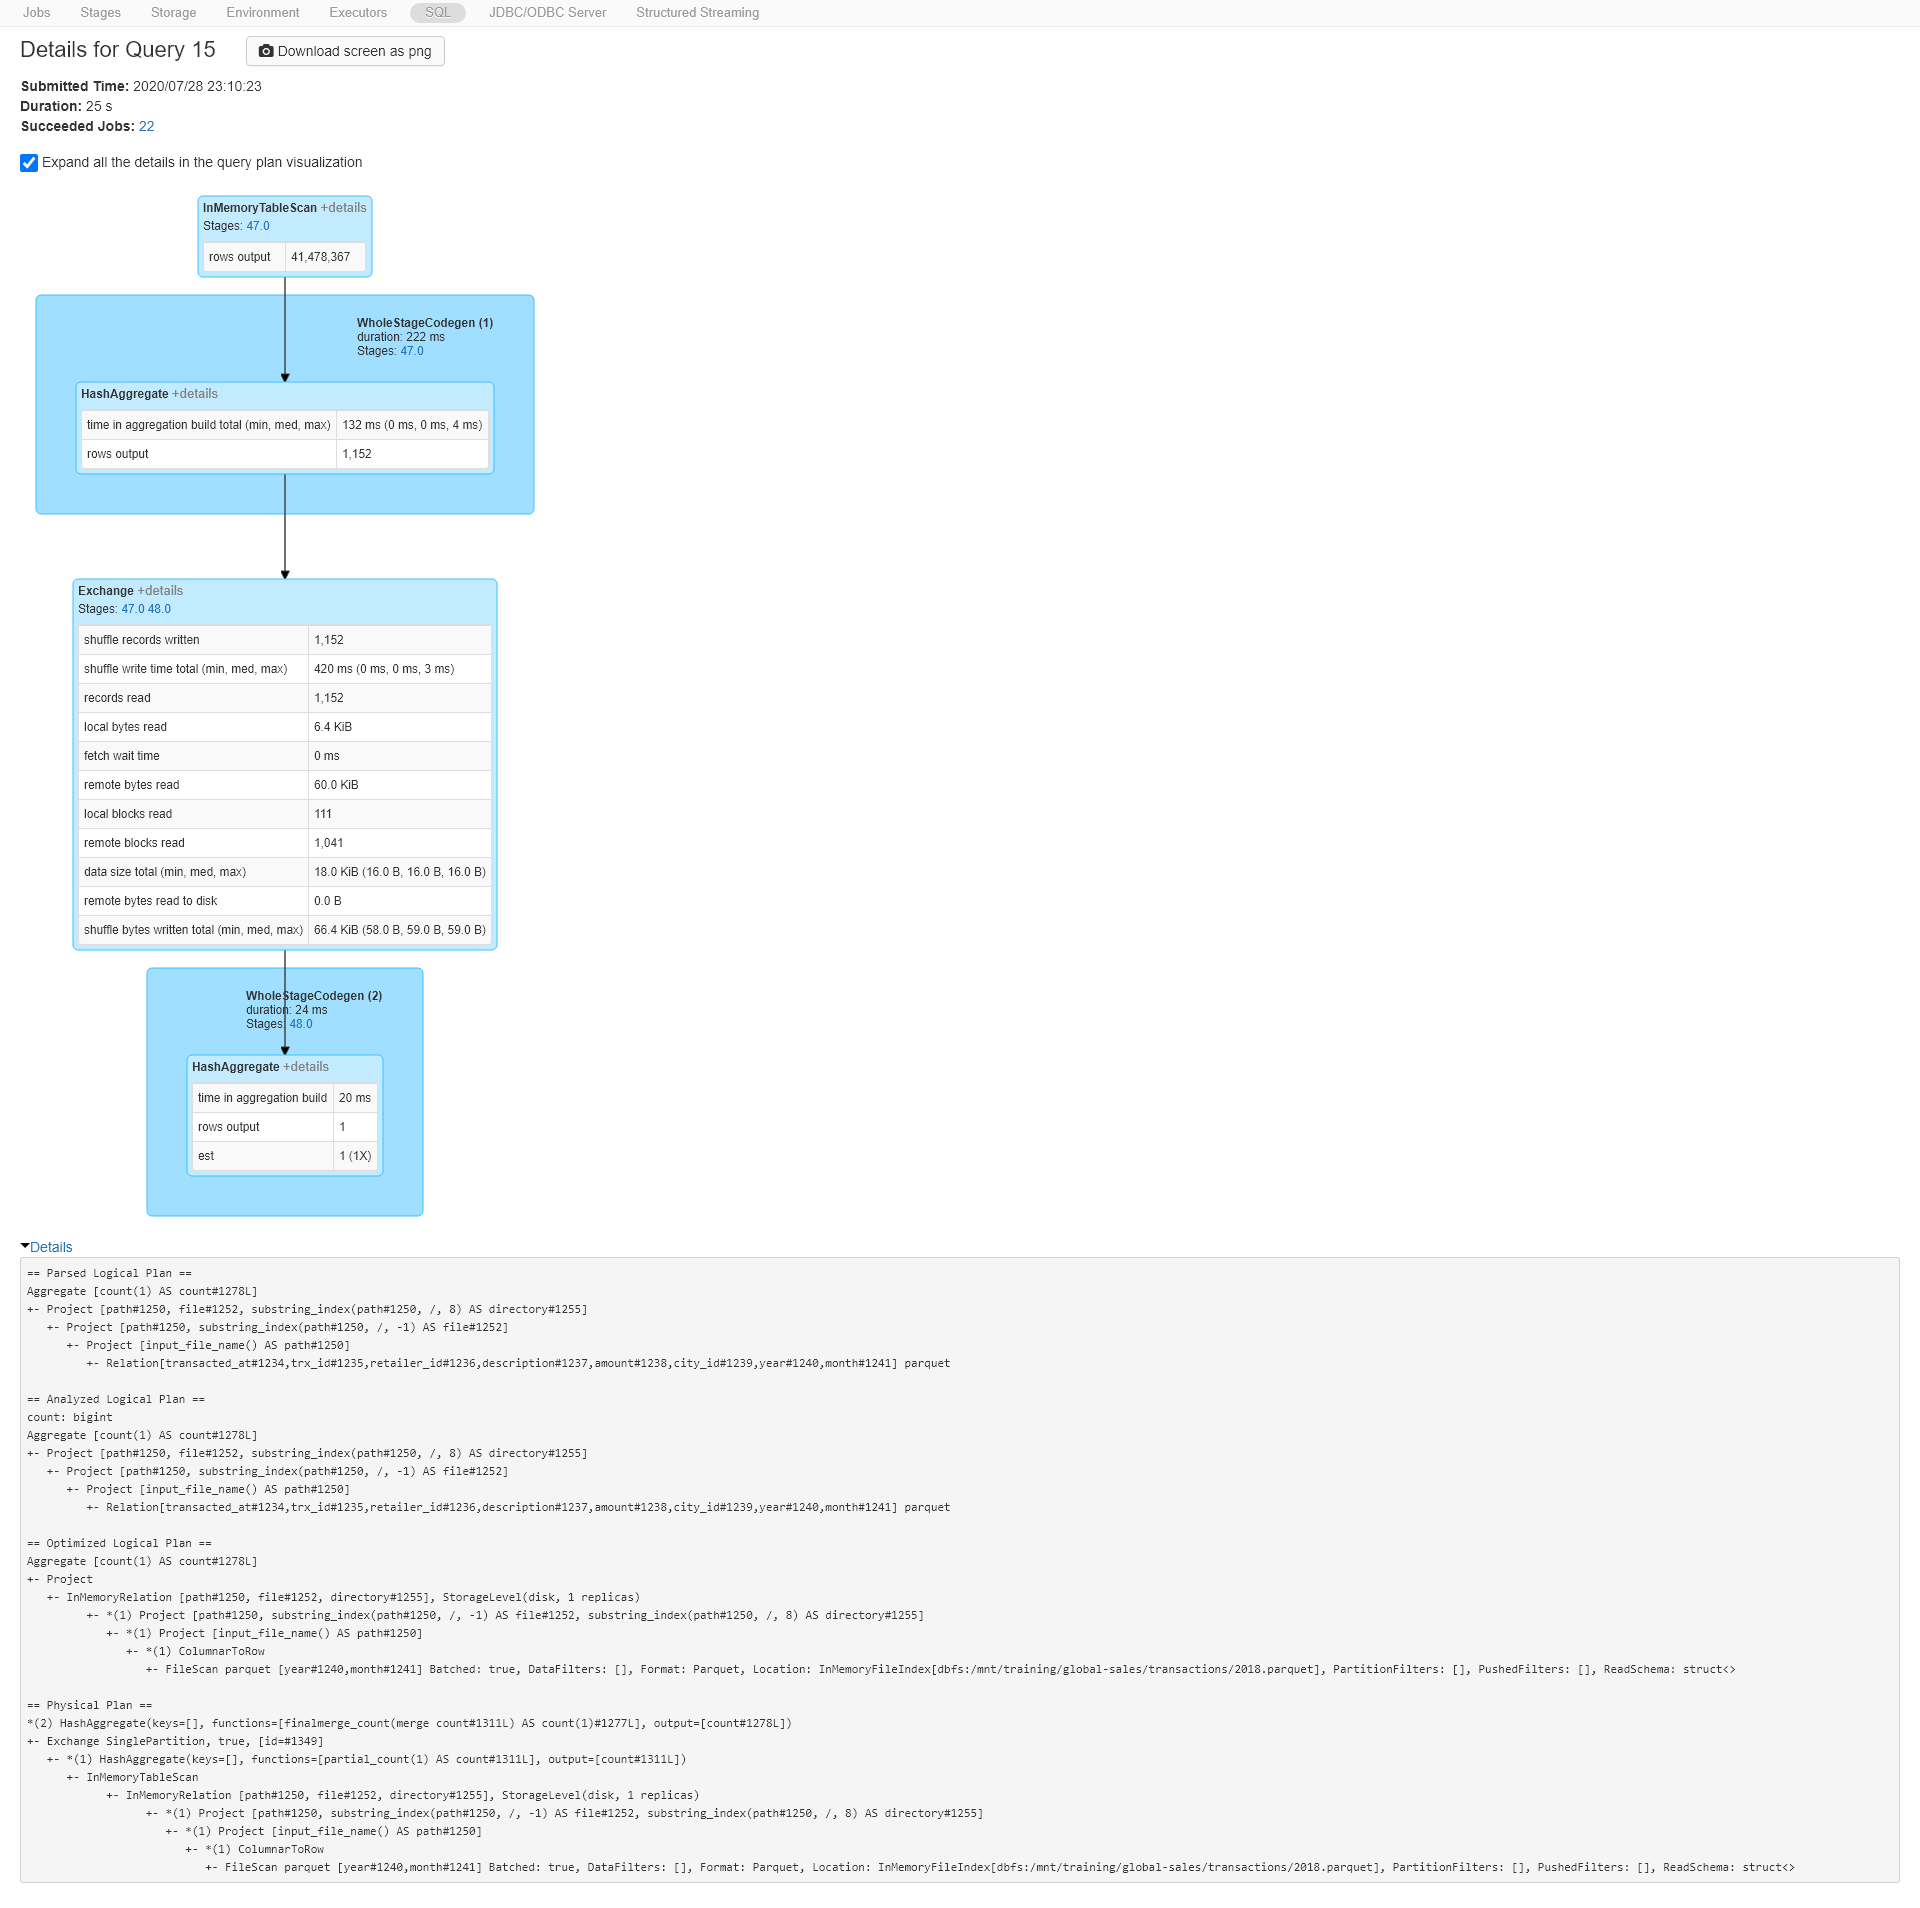 Jobs Stages Storage Environment Executors SQL JDBC/ODBC Server Structured Streaming
Details for Query 15 Download screen as png
Submitted Time: 2020/07/28 23:10:23
Duration: 25 s
Succeeded Jobs: 22
Expand all the details in the query plan visualization
InMemoryTableScan +details
Stages: 47.0
rows output 41,478,367
WholeStageCodegen (1)
duration: 222 ms
Stages: 47.0
HashAggregate +details
time in aggregation build total (min, med, max) 132 ms (0 ms, 0 ms, 4 ms)
rows output 1,152
Exchange +details
Stages: 47.0 48.0
shuffle records written 1,152
shuffle write time total (min, med, max) 420 ms (0 ms, 0 ms, 3 ms)
records read 1,152
local bytes read 6.4 KiB
fetch wait time 0 ms
remote bytes read 60.0 KiB
local blocks read 111
remote blocks read 1,041
data size total (min, med, max) 18.0 KiB (16.0 B, 16.0 B, 16.0 B)
remote bytes read to disk 0.0 B
shuffle bytes written total (min, med, max) 66.4 KiB (58.0 B, 59.0 B, 59.0 B)
WholeStageCodegen (2)
duration: 24 ms
Stages: 48.0
HashAggregate +details
time in aggregation build 20 ms
rows output 1
est 1 (1X)
Details
== Parsed Logical Plan ==
Aggregate [count(1) AS count#1278L]
+- Project [path#1250, file#1252, substring_index(path#1250, /, 8) AS directory#1255]
   +- Project [path#1250, substring_index(path#1250, /, -1) AS file#1252]
      +- Project [input_file_name() AS path#1250]
         +- Relation[transacted_at#1234,trx_id#1235,retailer_id#1236,description#1237,amount#1238,city_id#1239,year#1240,month#1241] parquet
== Analyzed Logical Plan ==
count: bigint
Aggregate [count(1) AS count#1278L]
+- Project [path#1250, file#1252, substring_index(path#1250, /, 8) AS directory#1255]
   +- Project [path#1250, substring_index(path#1250, /, -1) AS file#1252]
      +- Project [input_file_name() AS path#1250]
         +- Relation[transacted_at#1234,trx_id#1235,retailer_id#1236,description#1237,amount#1238,city_id#1239,year#1240,month#1241] parquet
== Optimized Logical Plan ==
Aggregate [count(1) AS count#1278L]
+- Project
   +- InMemoryRelation [path#1250, file#1252, directory#1255], StorageLevel(disk, 1 replicas)
         +- *(1) Project [path#1250, substring_index(path#1250, /, -1) AS file#1252, substring_index(path#1250, /, 8) AS directory#1255]
            +- *(1) Project [input_file_name() AS path#1250]
               +- *(1) ColumnarToRow
                  +- FileScan parquet [year#1240,month#1241] Batched: true, DataFilters: [], Format: Parquet, Location: InMemoryFileIndex[dbfs:/mnt/training/global-sales/transactions/2018.parquet], PartitionFilters: [], PushedFilters: [], ReadSchema: struct<>
== Physical Plan ==
*(2) HashAggregate(keys=[], functions=[finalmerge_count(merge count#1311L) AS count(1)#1277L], output=[count#1278L])
+- Exchange SinglePartition, true, [id=#1349]
   +- *(1) HashAggregate(keys=[], functions=[partial_count(1) AS count#1311L], output=[count#1311L])
      +- InMemoryTableScan
            +- InMemoryRelation [path#1250, file#1252, directory#1255], StorageLevel(disk, 1 replicas)
                  +- *(1) Project [path#1250, substring_index(path#1250, /, -1) AS file#1252, substring_index(path#1250, /, 8) AS directory#1255]
                     +- *(1) Project [input_file_name() AS path#1250]
                        +- *(1) ColumnarToRow
                           +- FileScan parquet [year#1240,month#1241] Batched: true, DataFilters: [], Format: Parquet, Location: InMemoryFileIndex[dbfs:/mnt/training/global-sales/transactions/2018.parquet], PartitionFilters: [], PushedFilters: [], ReadSchema: struct<>